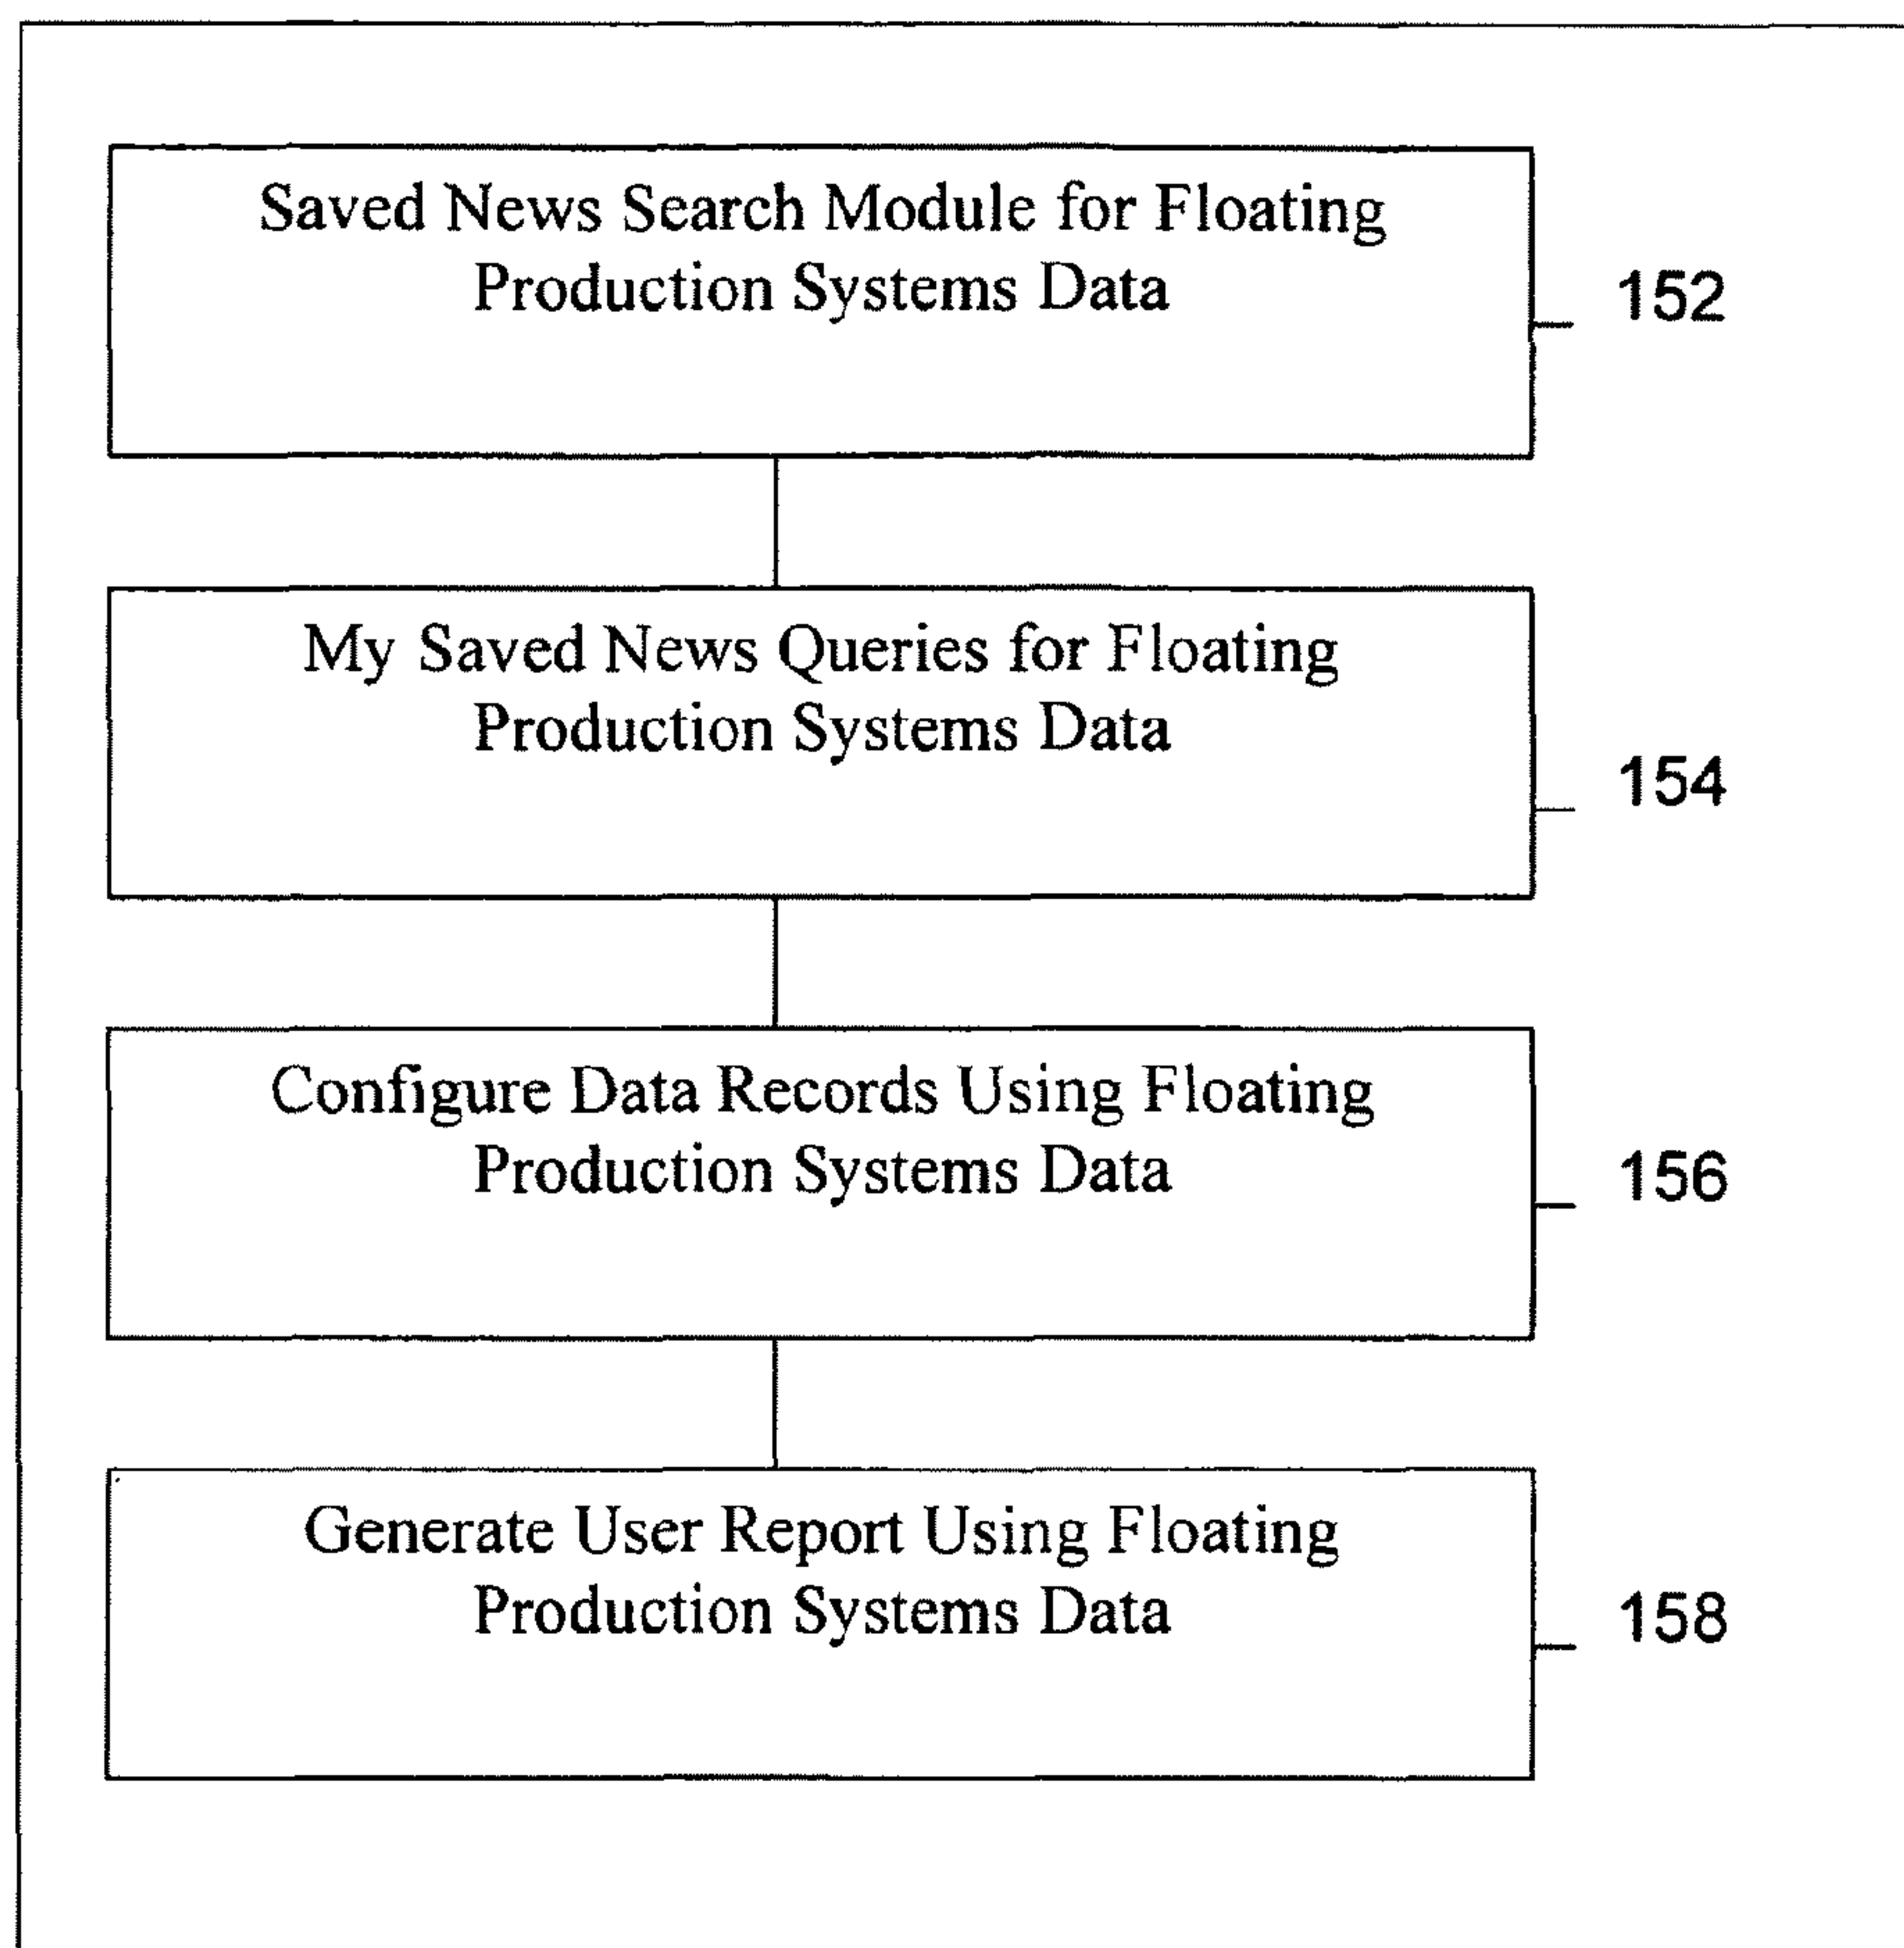 Saved News Search Module for Floating
Production Systems Data
152
My Saved News Queries for Floating
Production Systems Data
154
Configure Data Records Using Floating
Production Systems Data
156
Generate User Report Using Floating
Production Systems Data
158